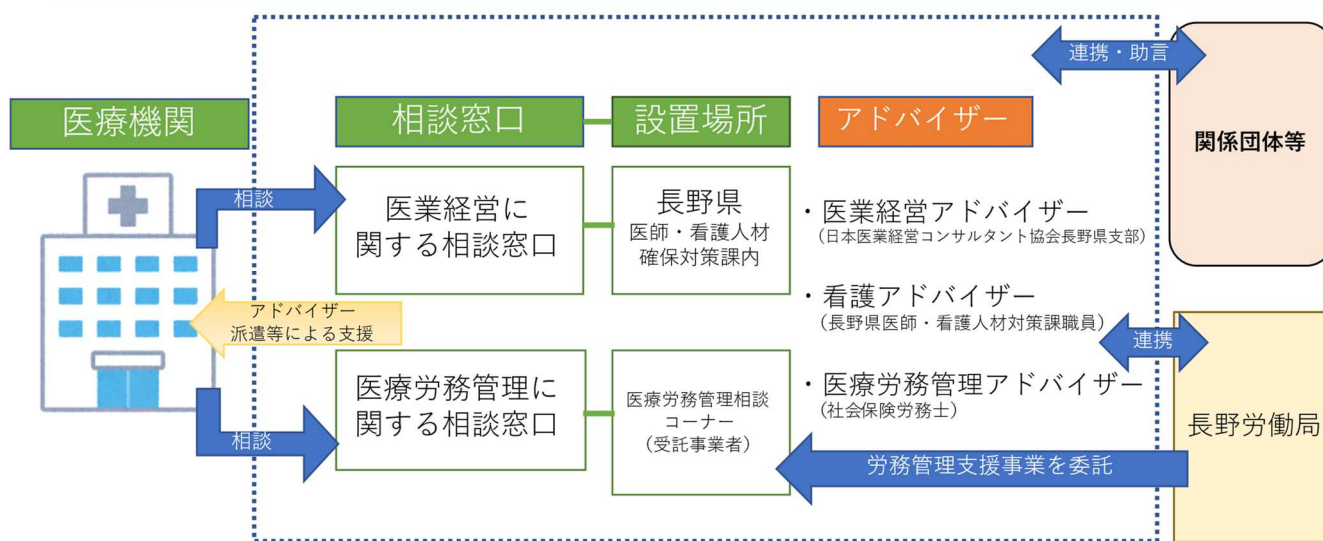 連携・助言
医療機関
相談窓口
設置場所
アドバイザー
関係団体等
相談
医業経営に
関する相談窓口
長野県
医師・看護人材
確保対策課内
・医業経営アドバイザー
(日本医業経営コンサルタント協会長野県支部)
アドバイザー
派遣等による支援
・看護アドバイザー
(長野県医師・看護人材対策課職員)
連携
相談
医療労務管理に
関する相談窓口
医療労務管理相談
コーナー
(受託事業者)
・医療労務管理アドバイザー
(社会保険労務士)
長野労働局
労務管理支援事業を委託